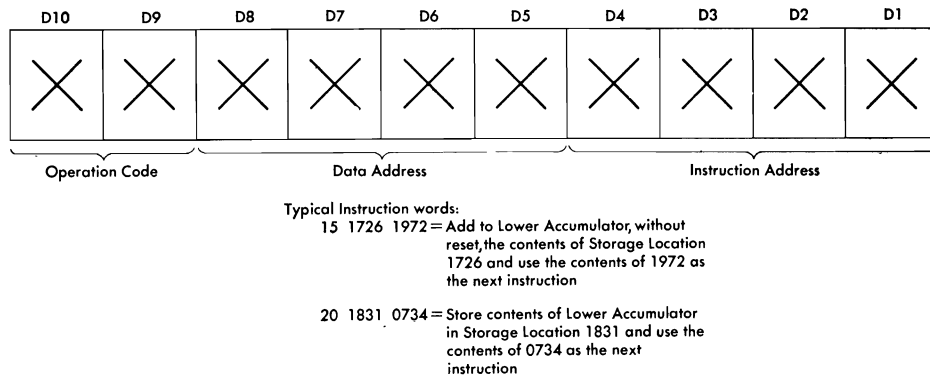 D10 D9 D8 D7 D6 D5 D4 D3 D2 D1
Operation Code Data Address Instruction Address
Typical Instruction words:
15 1726 1972 = Add to Lower Accumulator, without
reset, the contents of Storage Location
1726 and use the contents of 1972 as
the next instruction
20 1831 0734 = Store contents of Lower Accumulator
in Storage Location 1831 and use the
contents of 0734 as the next
instruction